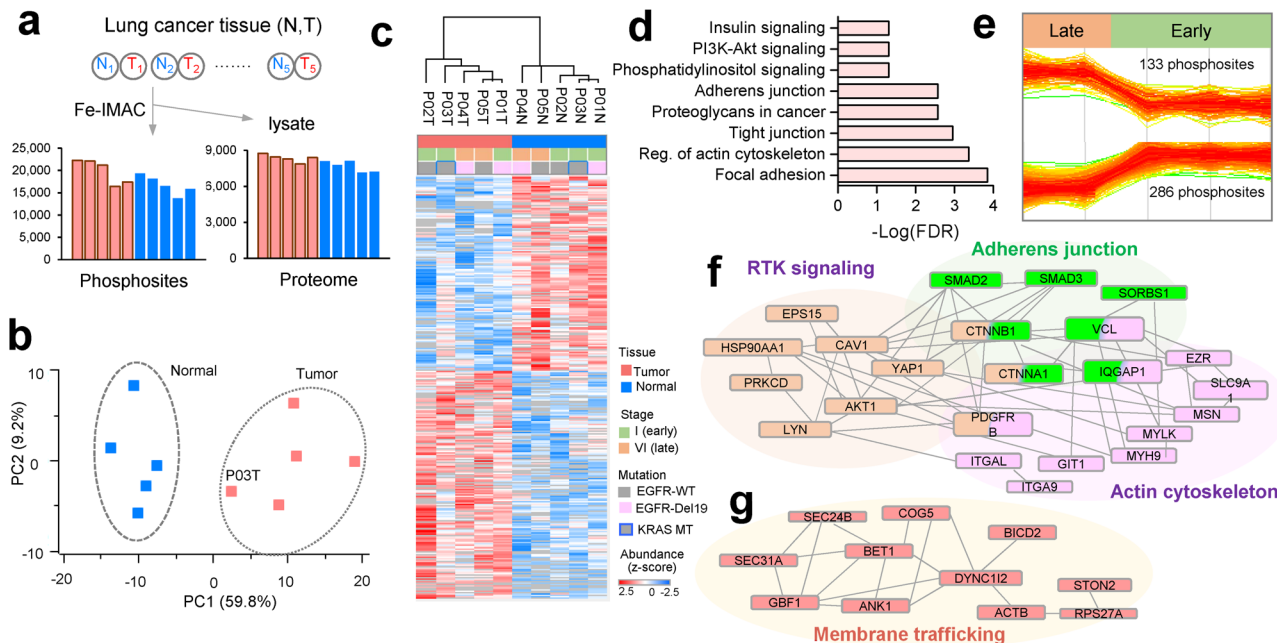 a
Lung cancer tissue (N,T)
N1 T1 N2 T2 ....... N5 T5
Fe-IMAC
lysate
25,000
20,000
15,000
10,000
5,000
0
Phosphosites
9,000
6,000
3,000
0
Proteome
b
Normal
Tumor
P03T
PC2 (9.2%)
10
0
-10
−20
−10
0
10
20
PC1 (59.8%)
c
P02T
P03T
P04T
P05T
P01T
P04N
P05N
P02N
P03N
P01N
Tissue
Tumor
Normal
Stage
I (early)
VI (late)
Mutation
EGFR-WT
EGFR-Del19
KRAS MT
Abundance
(z-score)
2.5 0 -2.5
d
Insulin signaling
PI3K-Akt signaling
Phosphatidylinositol signaling
Adherens junction
Proteoglycans in cancer
Tight junction
Reg. of actin cytoskeleton
Focal adhesion
0 1 2 3 4
-Log(FDR)
e
Late
Early
133 phosphosites
286 phosphosites
f
RTK signaling
Adherens junction
SMAD2
SMAD3
SORBS1
EPS15
CTNNB1
VCL
HSP90AA1
CAV1
EZR
YAP1
CTNNA1
IQGAP1
SLC9A
1
PRKCD
AKT1
MSN
LYN
PDGFR
B
MYLK
MYH9
ITGAL
GIT1
ITGA9
Actin cytoskeleton
g
SEC24B
COG5
BICD2
SEC31A
BET1
DYNC1I2
STON2
GBF1
ANK1
ACTB
RPS27A
Membrane trafficking